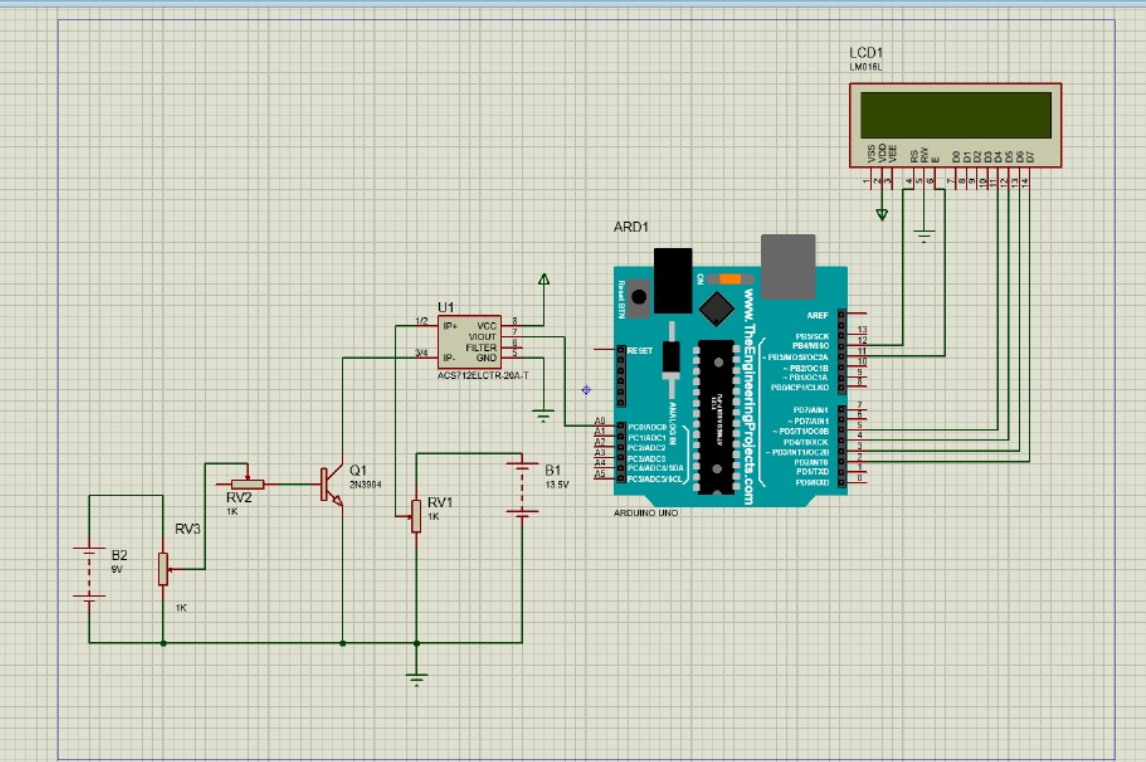 LCD1
LM016L
VSS
VDD
VEE
RS
RW
E
D0
D1
D2
D3
D4
D5
D6
D7
1
2
3
4
5
6
7
8
9
10
11
12
13
14
ARD1
Reset BTN
ON
www.TheEngineeringProjects.com
AREF
13
PB5/SCK
12
PB4/MISO
11
~ PB3/MOSI/OC2A
10
~ PB2/OC1B
9
~ PB1/OC1A
8
PB0/ICP1/CLKO
RESET
ANALOG IN
7
PD7/AIN1
6
~ PD7/AIN1
5
~ PD5/T1/OC0B
4
PD4/T0/XCK
3
~ PD3/INT1/OC2B
2
PD2/INT0
1
PD1/TXD
0
PD0/RXD
A0
PC0/ADC0
A1
PC1/ADC1
A2
PC2/ADC2
A3
PC3/ADC3
A4
PC4/ADC4/SDA
A5
PC5/ADC5/SCL
ARDUINO UNO
U1
1/2
IP+
VCC
8
VIOUT
7
FILTER
6
3/4
IP-
GND
5
ACS712ELCTR-20A-T
Q1
2N3904
RV2
1K
RV1
1K
B1
13.5V
RV3
1K
B2
9V